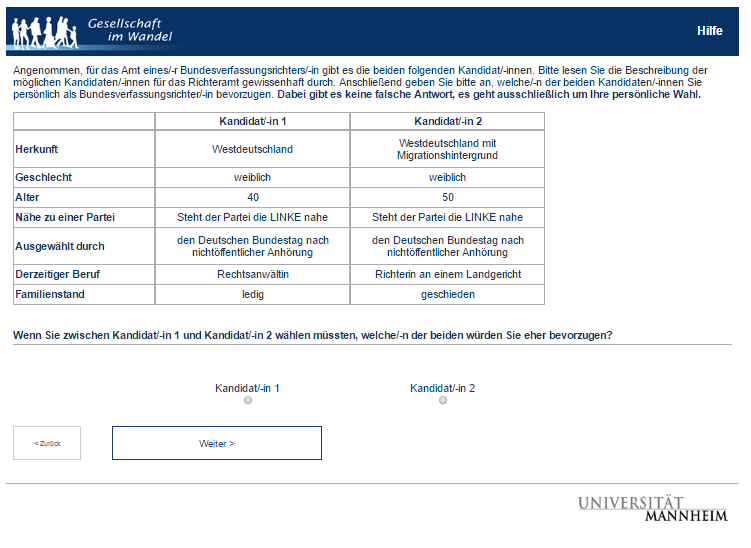 Gesellschaft
im Wandel
Hilfe
Angenommen, für das Amt eines/-r Bundesverfassungsrichters/-in gibt es die beiden folgenden Kandidat/-innen. Bitte lesen Sie die Beschreibung der
möglichen Kandidaten/-innen für das Richteramt gewissenhaft durch. Anschließend geben Sie bitte an, welche/-n der beiden Kandidaten/-innen Sie
persönlich als Bundesverfassungsrichter/-in bevorzugen. Dabei gibt es keine falsche Antwort, es geht ausschließlich um Ihre persönliche Wahl.
Kandidat/-in 1 Kandidat/-in 2
Herkunft Westdeutschland Westdeutschland mit
Migrationshintergrund
Geschlecht weiblich weiblich
Alter 40 50
Nähe zu einer Partei Steht der Partei die LINKE nahe Steht der Partei die LINKE nahe
Ausgewählt durch den Deutschen Bundestag nach
nichtöffentlicher Anhörung den Deutschen Bundestag nach
nichtöffentlicher Anhörung
Derzeitiger Beruf Rechtsanwältin Richterin an einem Landgericht
Familienstand ledig geschieden
Wenn Sie zwischen Kandidat/-in 1 und Kandidat/-in 2 wählen müssten, welche/-n der beiden würden Sie eher bevorzugen?
Kandidat/-in 1 Kandidat/-in 2
< Zurück Weiter >
UNIVERSITÄT
MANNHEIM